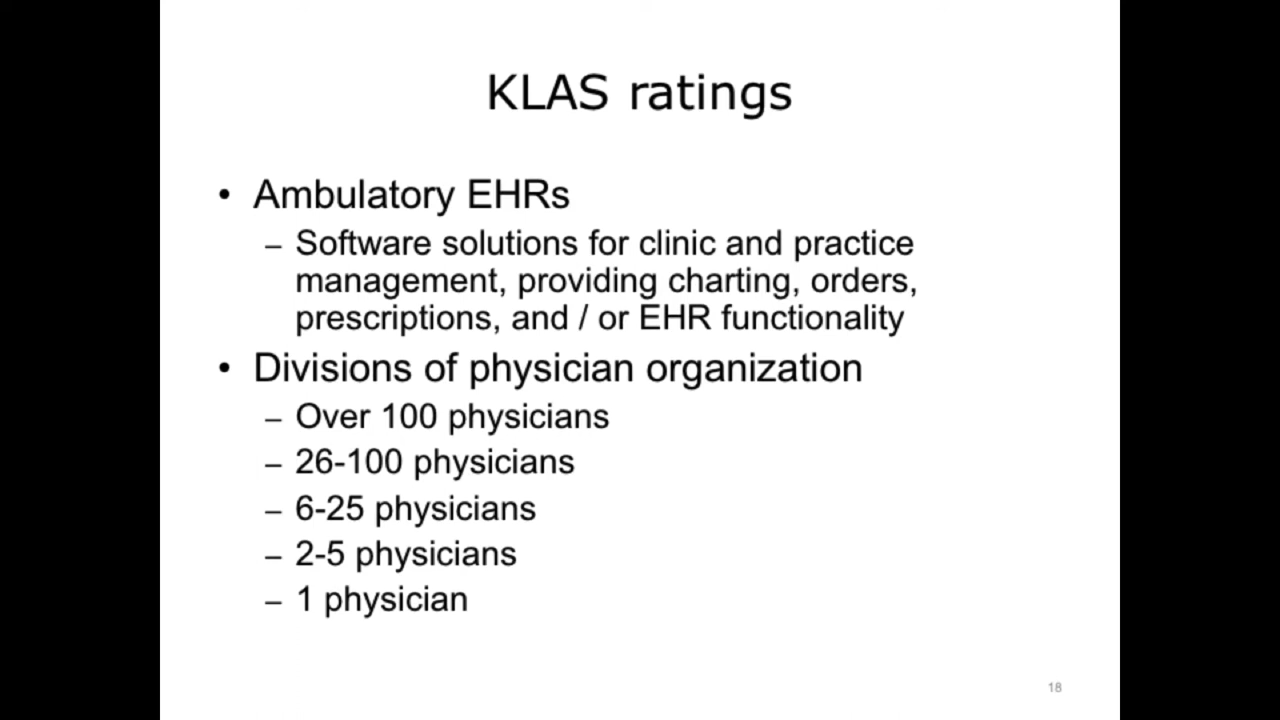 KLAS ratings
• Ambulatory EHRs
– Software solutions for clinic and practice
management, providing charting, orders,
prescriptions, and / or EHR functionality
• Divisions of physician organization
– Over 100 physicians
– 26-100 physicians
– 6-25 physicians
– 2-5 physicians
– 1 physician
18